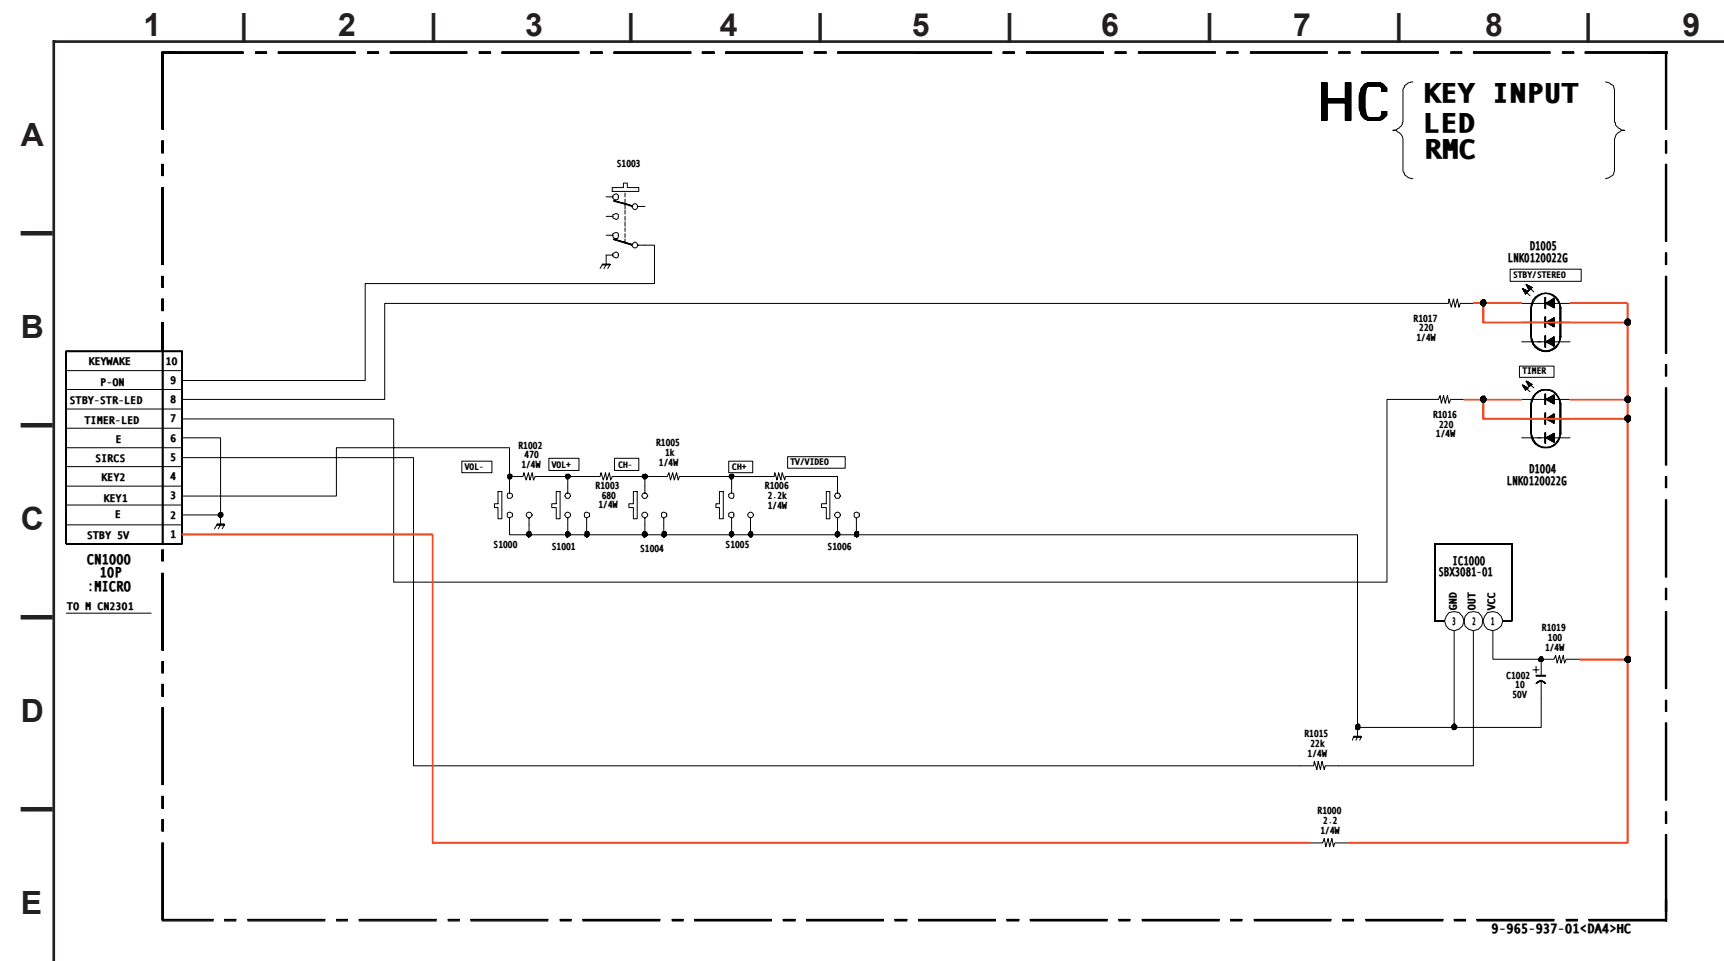 1 2 3 4 5 6 7 8 9
A
B
C
D
E
HC
KEY INPUT
LED
RMC
S1003
D1005
LNK0120022G
STBY/STEREO
R1017
220
1/4W
TIMER
R1016
220
1/4W
D1004
LNK0120022G
KEYWAKE 10
P-ON 9
STBY-STR-LED 8
TIMER-LED 7
E 6
SIRCS 5
KEY2 4
KEY1 3
E 2
STBY 5V 1
CN1000
10P
:MICRO
TO M CN2301
VOL-
R1002
470
1/4W
VOL+
R1003
680
1/4W
CH-
R1005
1k
1/4W
CH+
R1006
2.2k
1/4W
TV/VIDEO
S1000
S1001
S1004
S1005
S1006
IC1000
SBX3081-01
GND
OUT
VCC
3 2 1
R1019
100
1/4W
C1002
10
50V
+
R1015
22k
1/4W
R1000
2.2
1/4W
9-965-937-01<DA4>HC